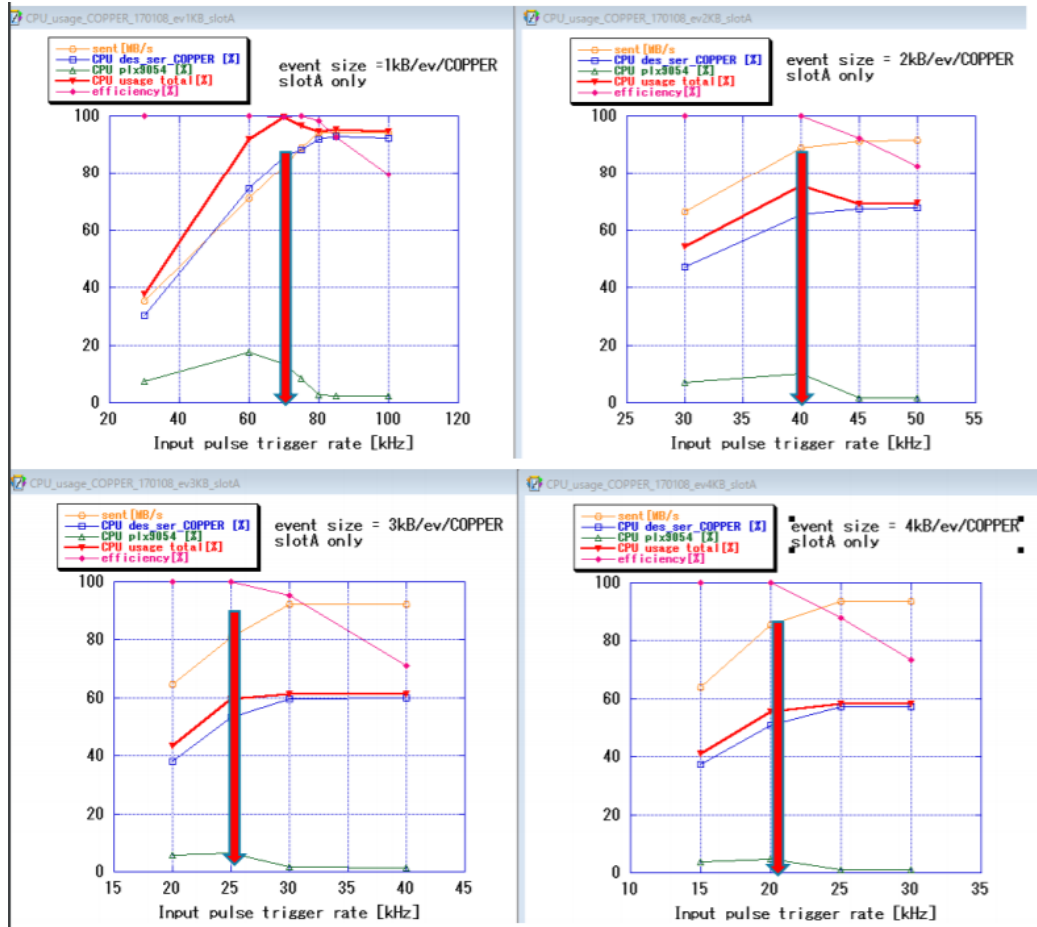 CPU_usage_COPPER_170108_ev1KB_slotA
sent[MB/s
CPU des_ser_COPPER [%]
CPU plx9054 [%]
CPU usage total[%]
efficiency[%]
event size =1kB/ev/COPPER
slotA only
100
80
60
40
20
0
20 40 60 80 100 120
Input pulse trigger rate [kHz]
CPU_usage_COPPER_170108_ev2KB_slotA
sent[MB/s
CPU des_ser_COPPER [%]
CPU plx9054 [%]
CPU usage total[%]
efficiency[%]
event size = 2kB/ev/COPPER
slotA only
100
80
60
40
20
0
25 30 35 40 45 50 55
Input pulse trigger rate [kHz]
CPU_usage_COPPER_170108_ev3KB_slotA
sent[MB/s
CPU des_ser_COPPER [%]
CPU plx9054 [%]
CPU usage total[%]
efficiency[%]
event size = 3kB/ev/COPPER
slotA only
100
80
60
40
20
0
15 20 25 30 35 40 45
Input pulse trigger rate [kHz]
CPU_usage_COPPER_170108_ev4KB_slotA
sent[MB/s
CPU des_ser_COPPER [%]
CPU plx9054 [%]
CPU usage total[%]
efficiency[%]
event size = 4kB/ev/COPPER
slotA only
100
80
60
40
20
0
10 15 20 25 30 35
Input pulse trigger rate [kHz]